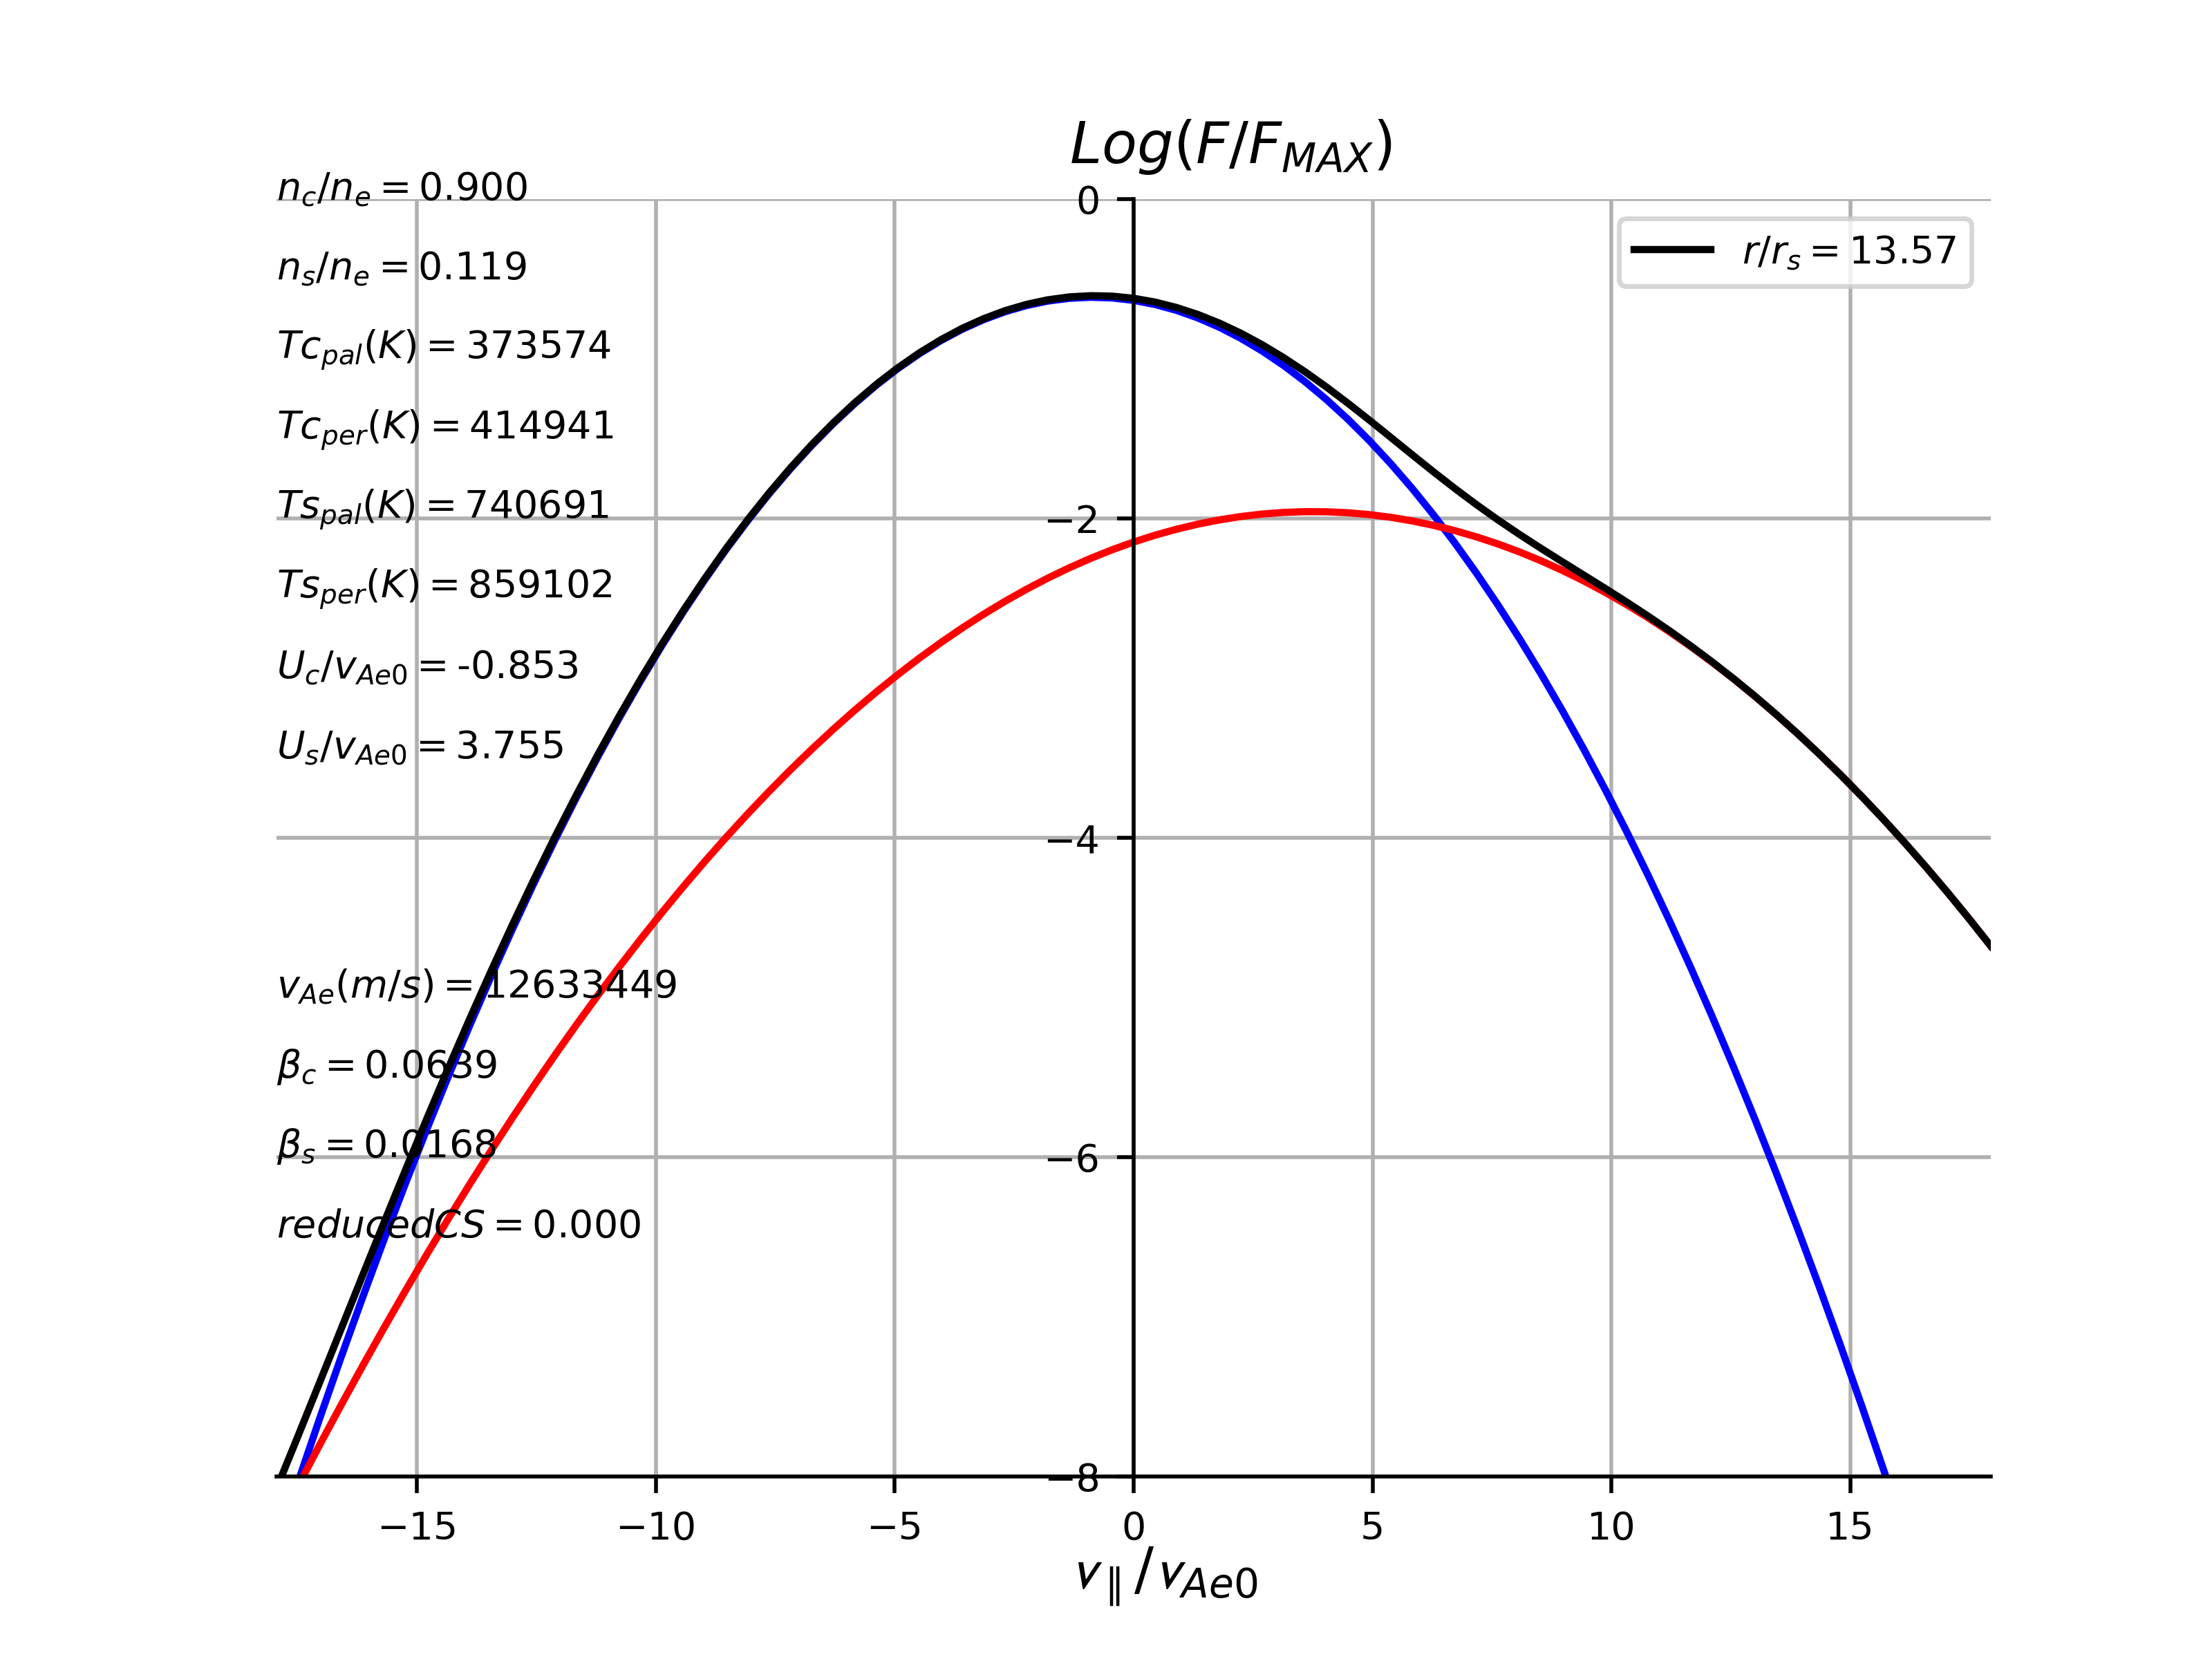 Log(F/F_MAX)
n_c/n_e = 0.900
n_s/n_e = 0.119
Tc_pal(K) = 373574
Tc_per(K) = 414941
Ts_pal(K) = 740691
Ts_per(K) = 859102
U_c/v_Ae0 = -0.853
U_s/v_Ae0 = 3.755
v_Ae(m/s) = 12633449
β_c = 0.0639
β_s = 0.0168
reducedCS = 0.000
r/r_s = 13.57
0
−2
−4
−6
−8
−15 −10 −5 0 5 10 15
v_∥/v_Ae0